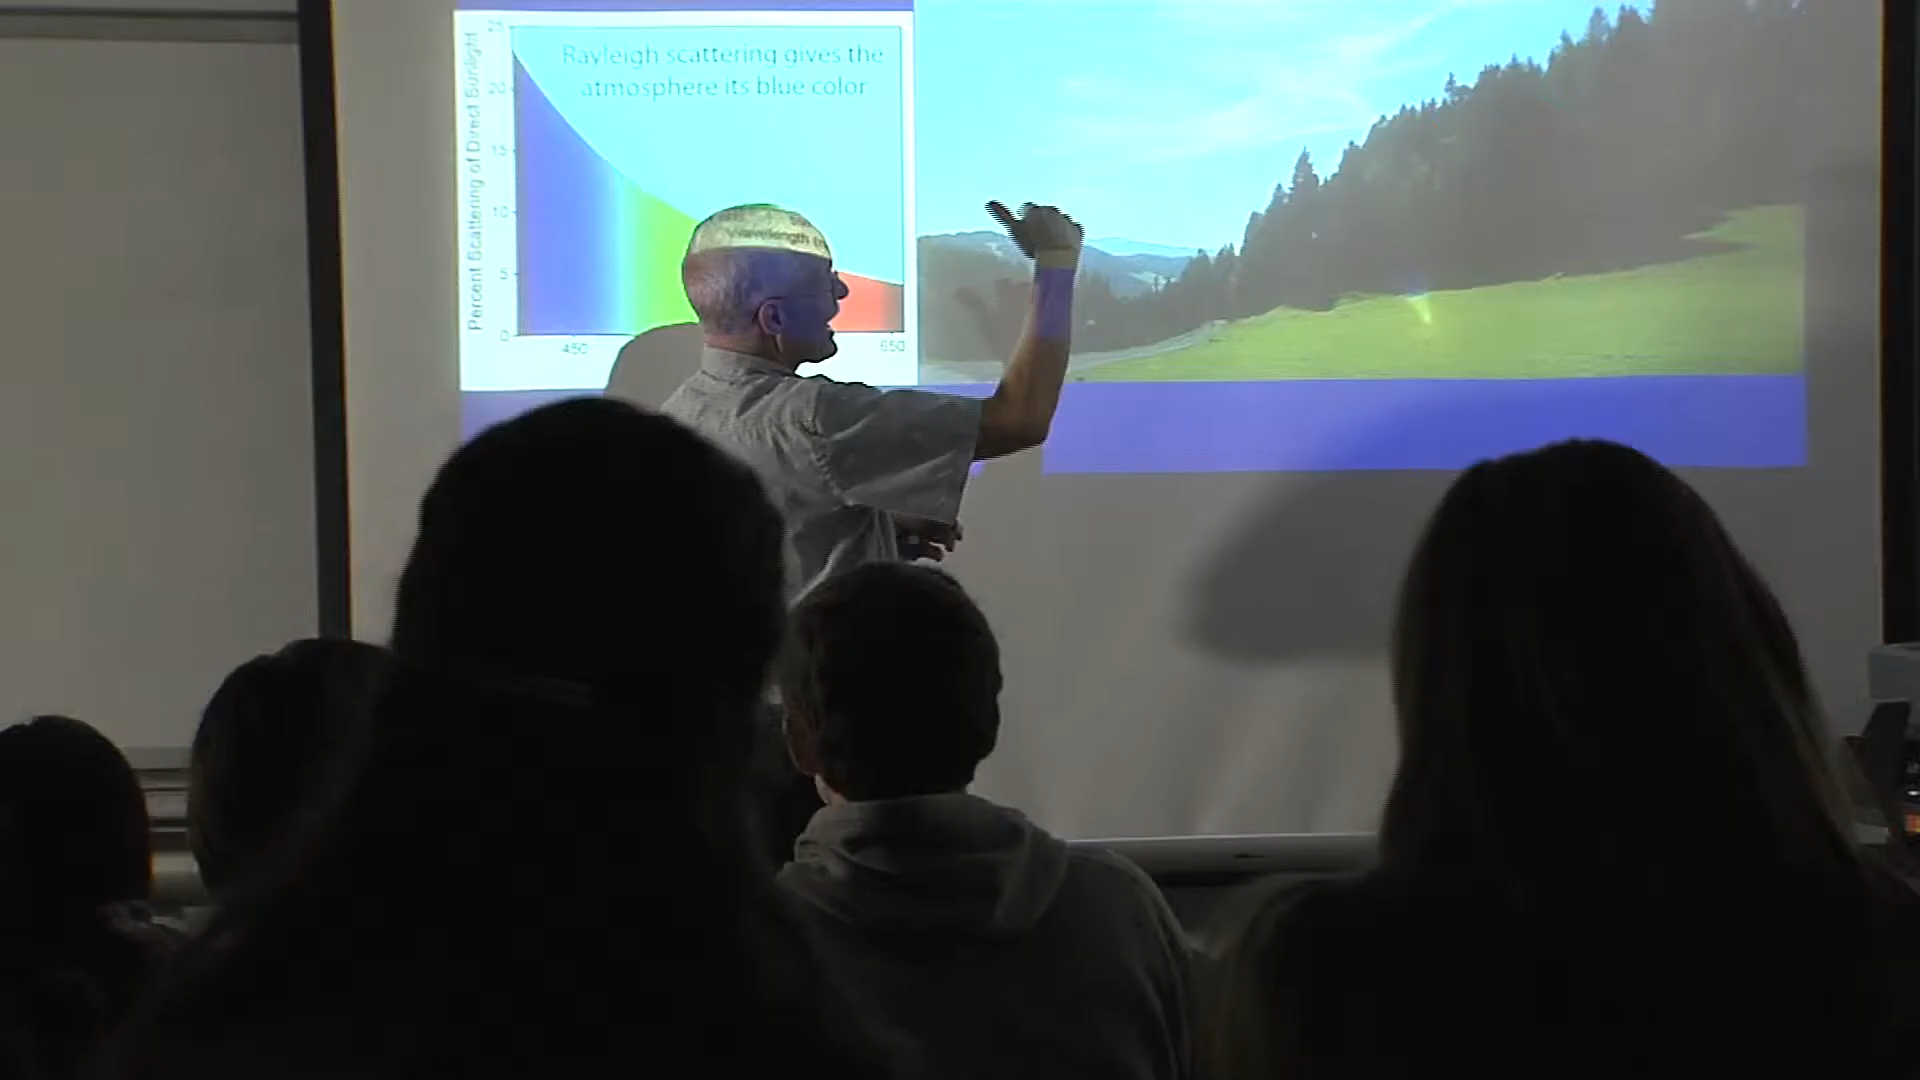 Rayleigh scattering gives the
atmosphere its blue color
Percent Scattering of Direct Sunlight
25
20
15
10
5
0
450
650
Wavelength